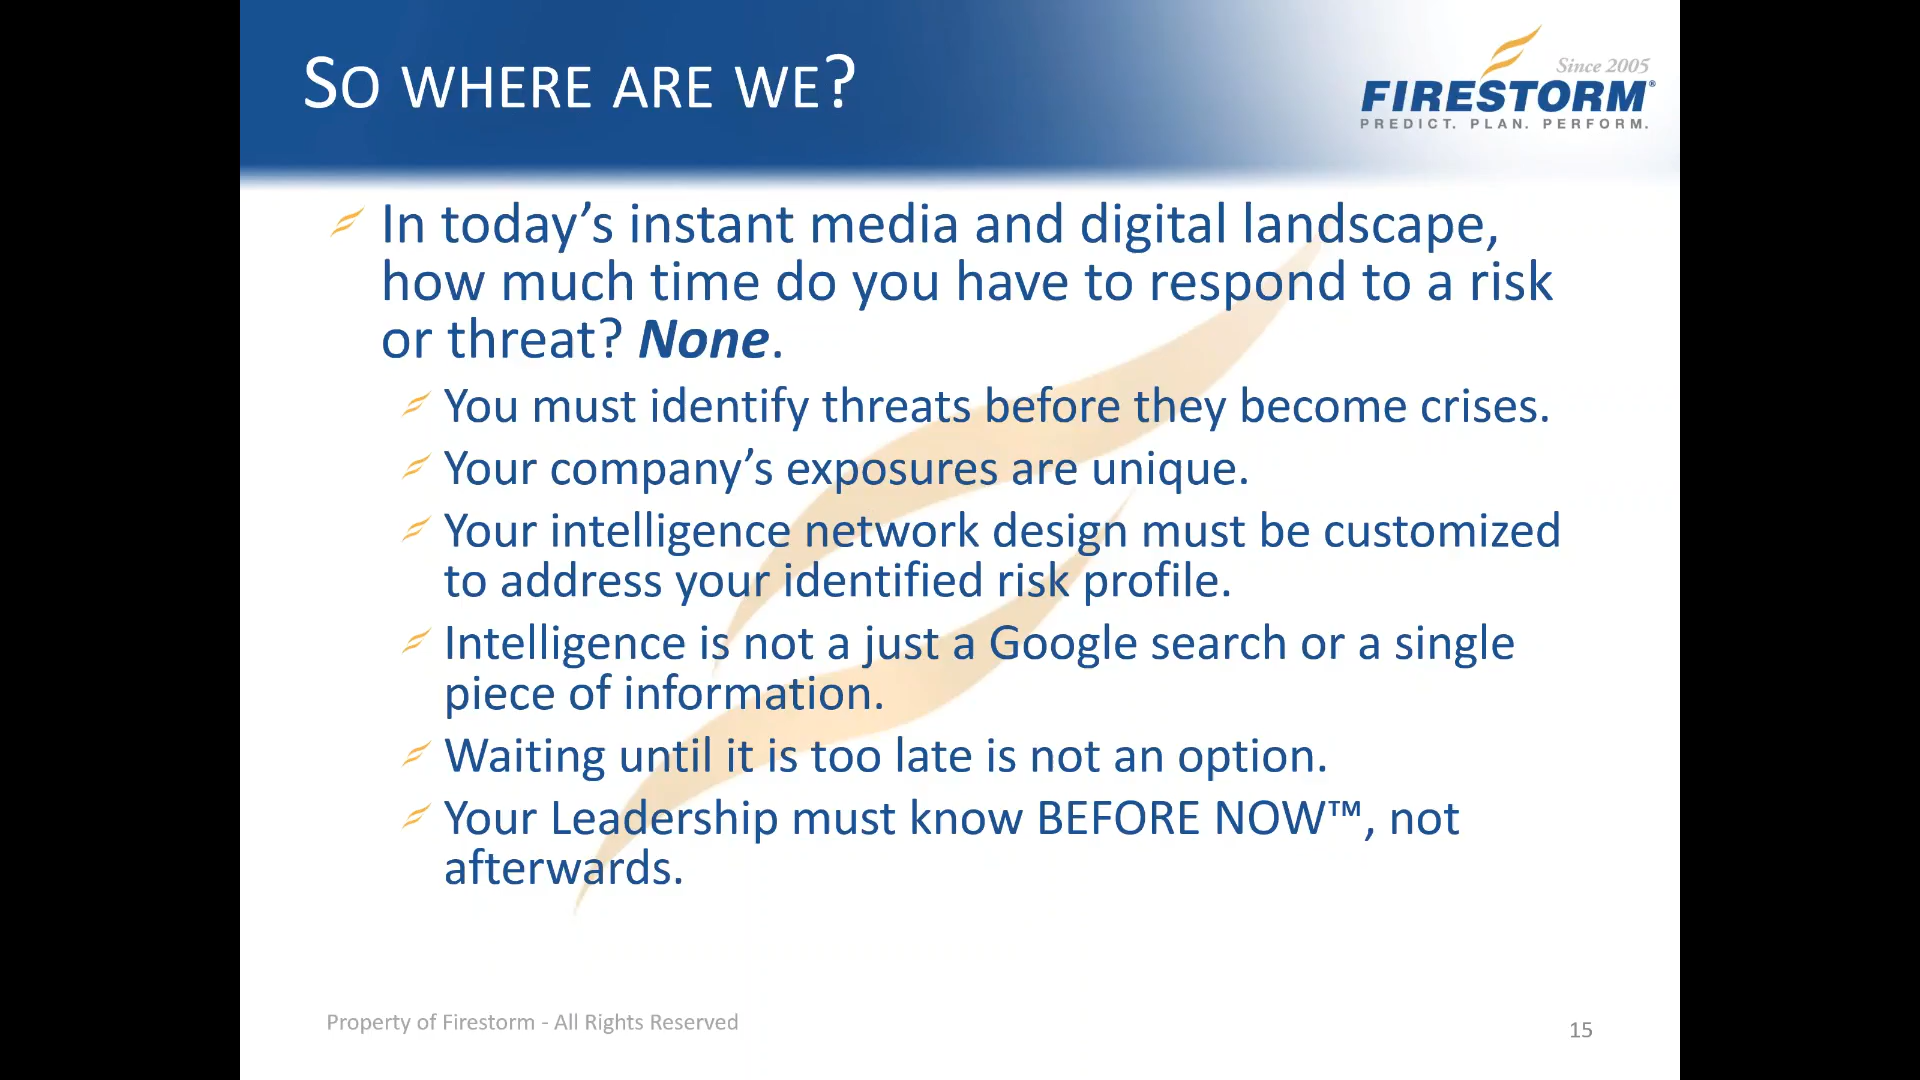 So where are we?
Since 2005
FIRESTORM®
PREDICT. PLAN. PERFORM.
In today’s instant media and digital landscape,
how much time do you have to respond to a risk
or threat? None.
You must identify threats before they become crises.
Your company’s exposures are unique.
Your intelligence network design must be customized
to address your identified risk profile.
Intelligence is not a just a Google search or a single
piece of information.
Waiting until it is too late is not an option.
Your Leadership must know BEFORE NOW™, not
afterwards.
Property of Firestorm - All Rights Reserved
15